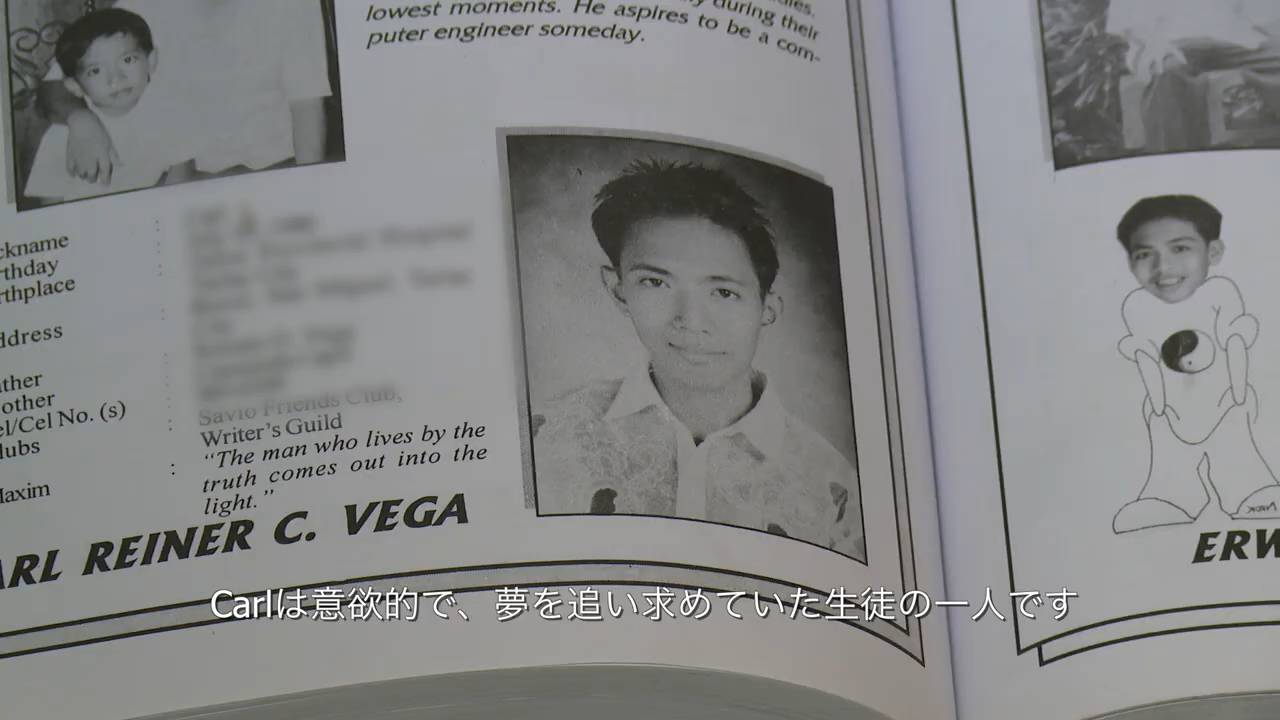 lowest moments. He aspires to be a com-
puter engineer someday.
ckname
rthday
rthplace
ddress
ather
other
el/Cel No. (s)
lubs
Maxim
: Savio Friends Club,
Writer's Guild
: "The man who lives by the
truth comes out into the
light."
ARL REINER C. VEGA
ERW
Carlは意欲的で、夢を追い求めていた生徒の一人です